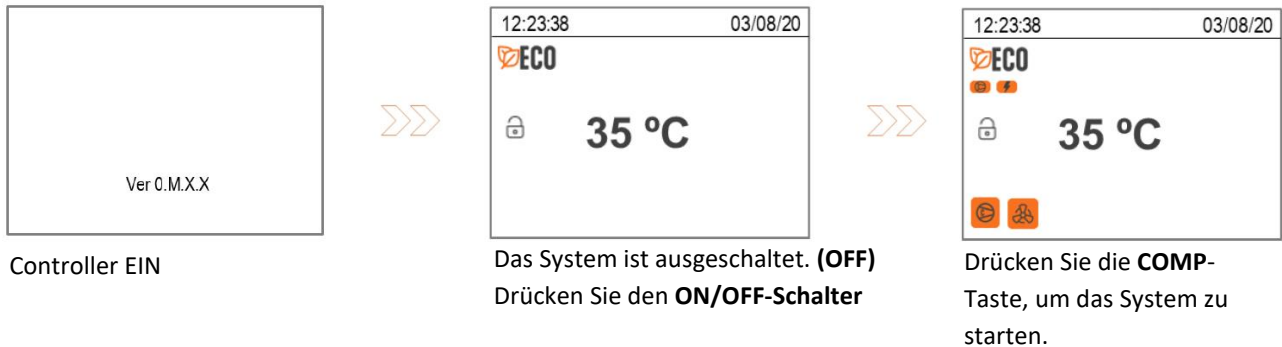 Ver 0.M.X.X
Controller EIN
12:23:38 03/08/20
ECO
35 ºC
Das System ist ausgeschaltet. (OFF)
Drücken Sie den ON/OFF-Schalter
12:23:38 03/08/20
ECO
35 ºC
Drücken Sie die COMP-
Taste, um das System zu
starten.